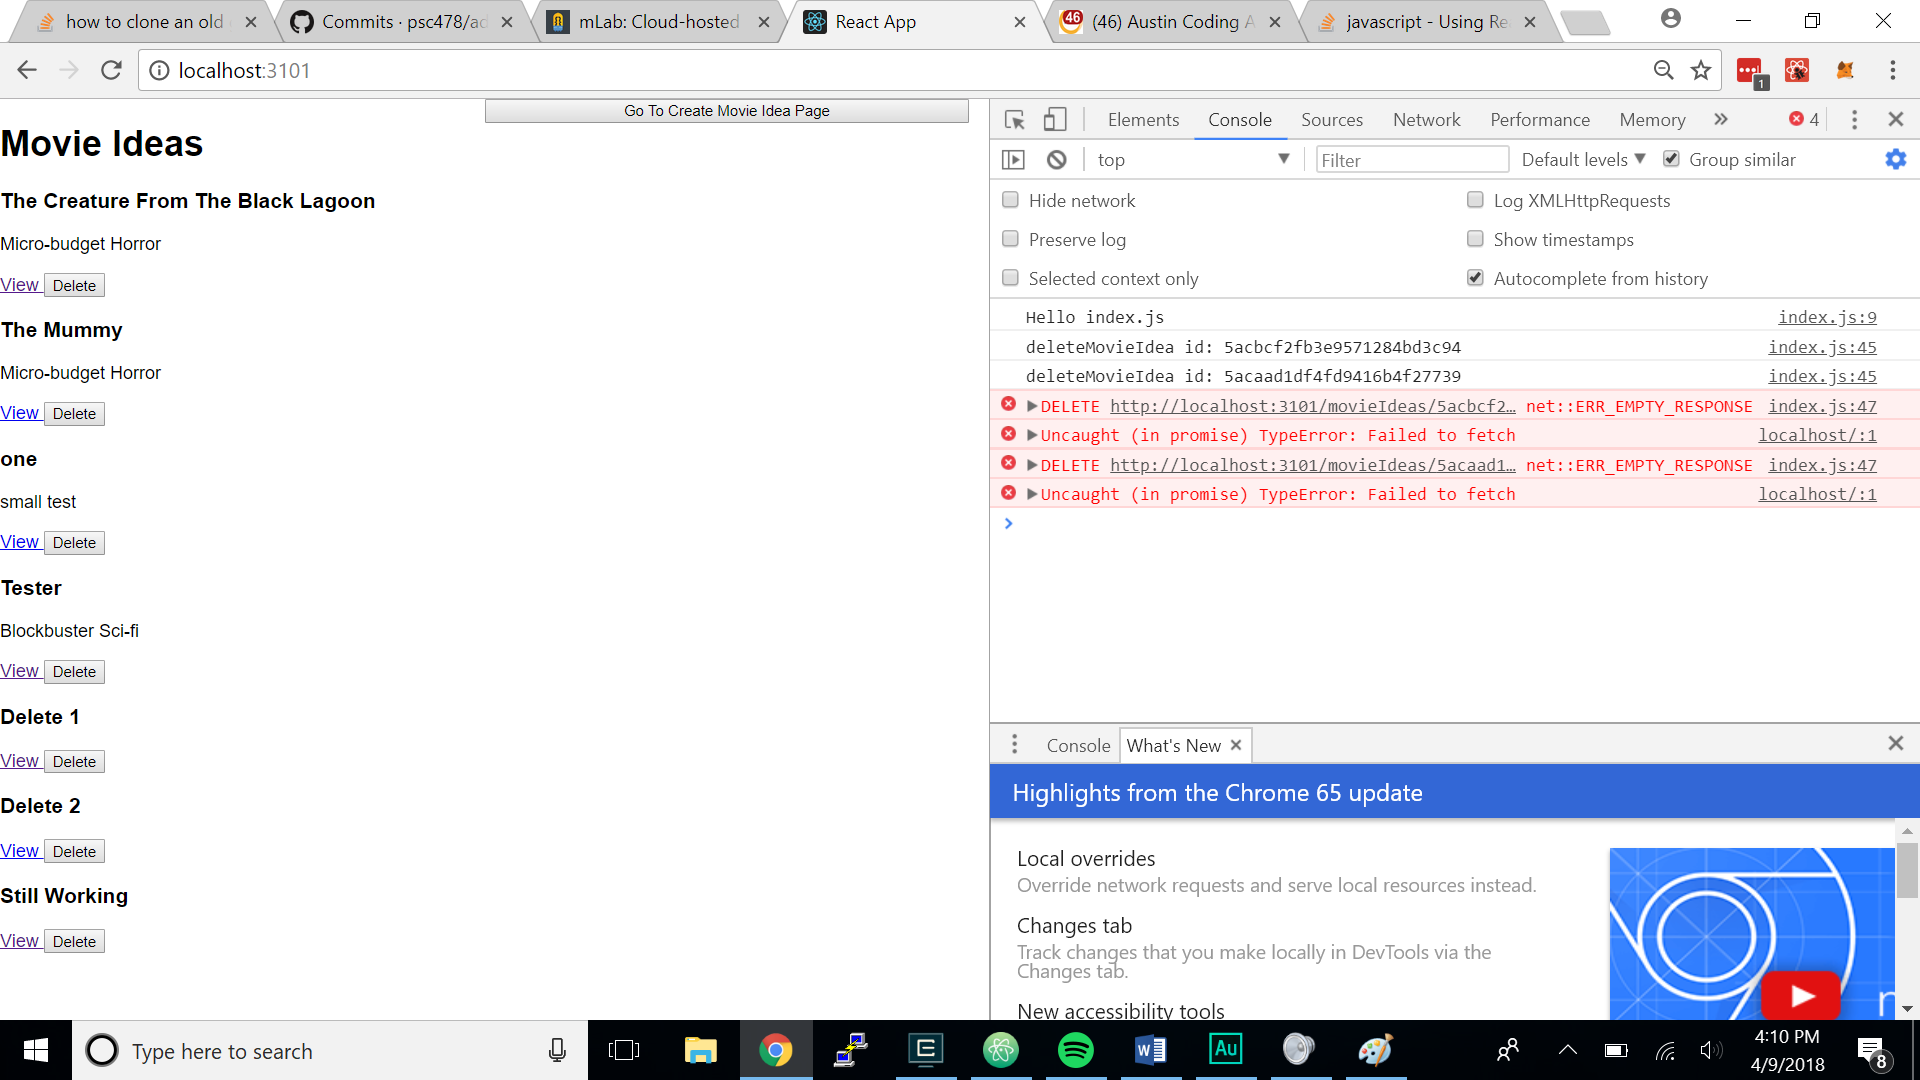 how to clone an old
Commits · psc478/ad
mLab: Cloud-hosted
React App
(46) Austin Coding A
javascript - Using Re
localhost:3101
1
Go To Create Movie Idea Page
Movie Ideas
The Creature From The Black Lagoon
Micro-budget Horror
View Delete
The Mummy
Micro-budget Horror
View Delete
one
small test
View Delete
Tester
Blockbuster Sci-fi
View Delete
Delete 1
View Delete
Delete 2
View Delete
Still Working
View Delete
Elements Console Sources Network Performance Memory » 4
top Filter Default levels Group similar
Hide network Log XMLHttpRequests
Preserve log Show timestamps
Selected context only Autocomplete from history
Hello index.js index.js:9
deleteMovieIdea id: 5acbcf2fb3e9571284bd3c94 index.js:45
deleteMovieIdea id: 5acaad1df4fd9416b4f27739 index.js:45
DELETE http://localhost:3101/movieIdeas/5acbcf2… net::ERR_EMPTY_RESPONSE index.js:47
Uncaught (in promise) TypeError: Failed to fetch localhost/:1
DELETE http://localhost:3101/movieIdeas/5acaad1… net::ERR_EMPTY_RESPONSE index.js:47
Uncaught (in promise) TypeError: Failed to fetch localhost/:1
Console What's New
Highlights from the Chrome 65 update
Local overrides
Override network requests and serve local resources instead.
Changes tab
Track changes that you make locally in DevTools via the
Changes tab.
New accessibility tools
Type here to search
Au
4:10 PM
4/9/2018
8